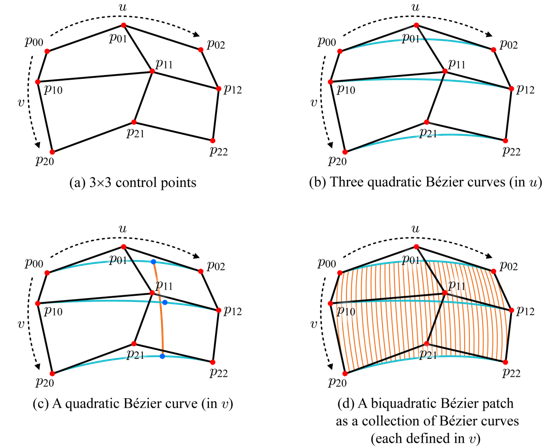 u
p00
p01
p02
p10
p11
p12
v
p21
p20
p22
(a) 3×3 control points
u
p00
p01
p02
p10
p11
p12
v
p21
p20
p22
(b) Three quadratic Bézier curves (in u)
u
p00
p01
p02
p10
p11
p12
v
p21
p20
p22
(c) A quadratic Bézier curve (in v)
u
p00
p01
p02
p10
p11
p12
v
p21
p20
p22
(d) A biquadratic Bézier patch
as a collection of Bézier curves
(each defined in v)